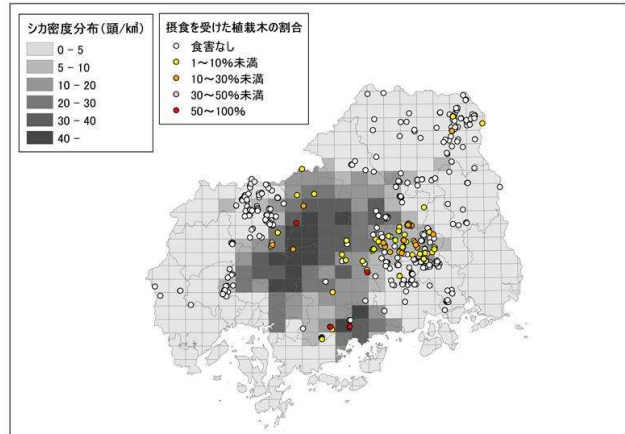 シカ密度分布(頭/k㎡)
0 - 5
5 - 10
10 - 20
20 - 30
30 - 40
40 -
摂食を受けた植栽木の割合
食害なし
1～10%未満
10～30%未満
30～50%未満
50～100%